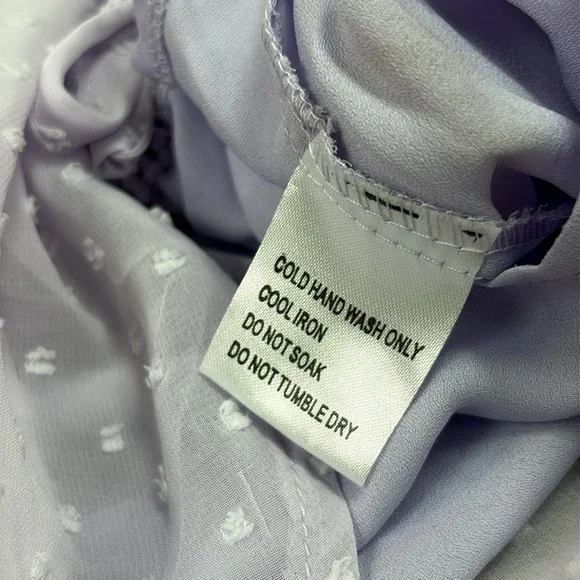 COLD HAND WASH ONLY
COOL IRON
DO NOT SOAK
DO NOT TUMBLE DRY